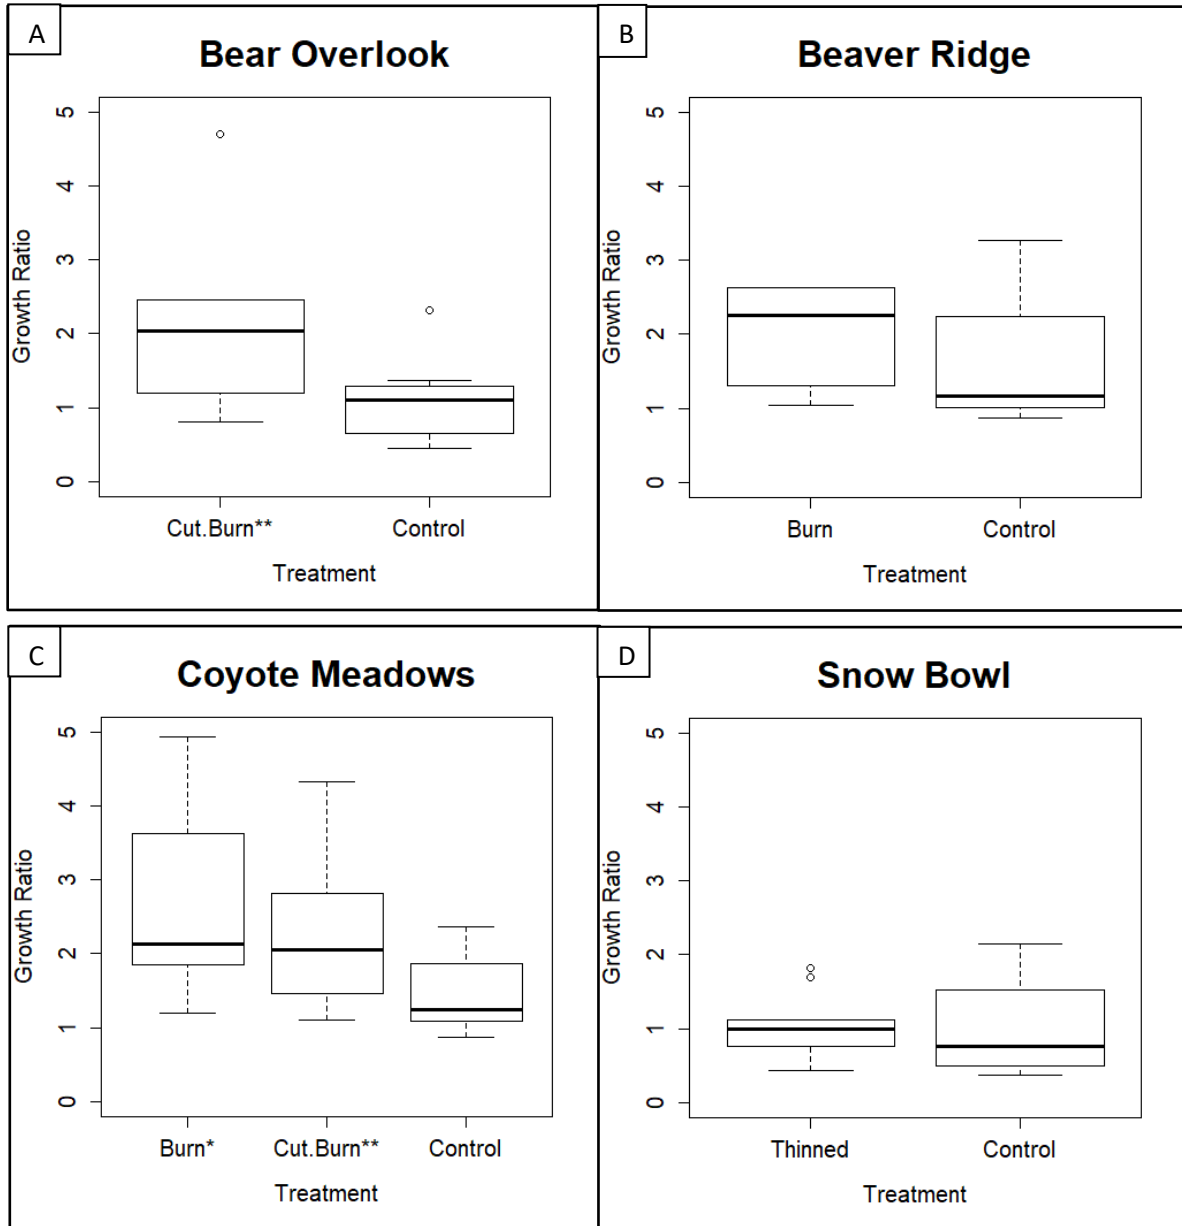 A
Bear Overlook
5
4
3
2
1
0
Growth Ratio
Cut.Burn** Control
Treatment
B
Beaver Ridge
5
4
3
2
1
0
Growth Ratio
Burn Control
Treatment
C
Coyote Meadows
5
4
3
2
1
0
Growth Ratio
Burn* Cut.Burn** Control
Treatment
D
Snow Bowl
5
4
3
2
1
0
Growth Ratio
Thinned Control
Treatment